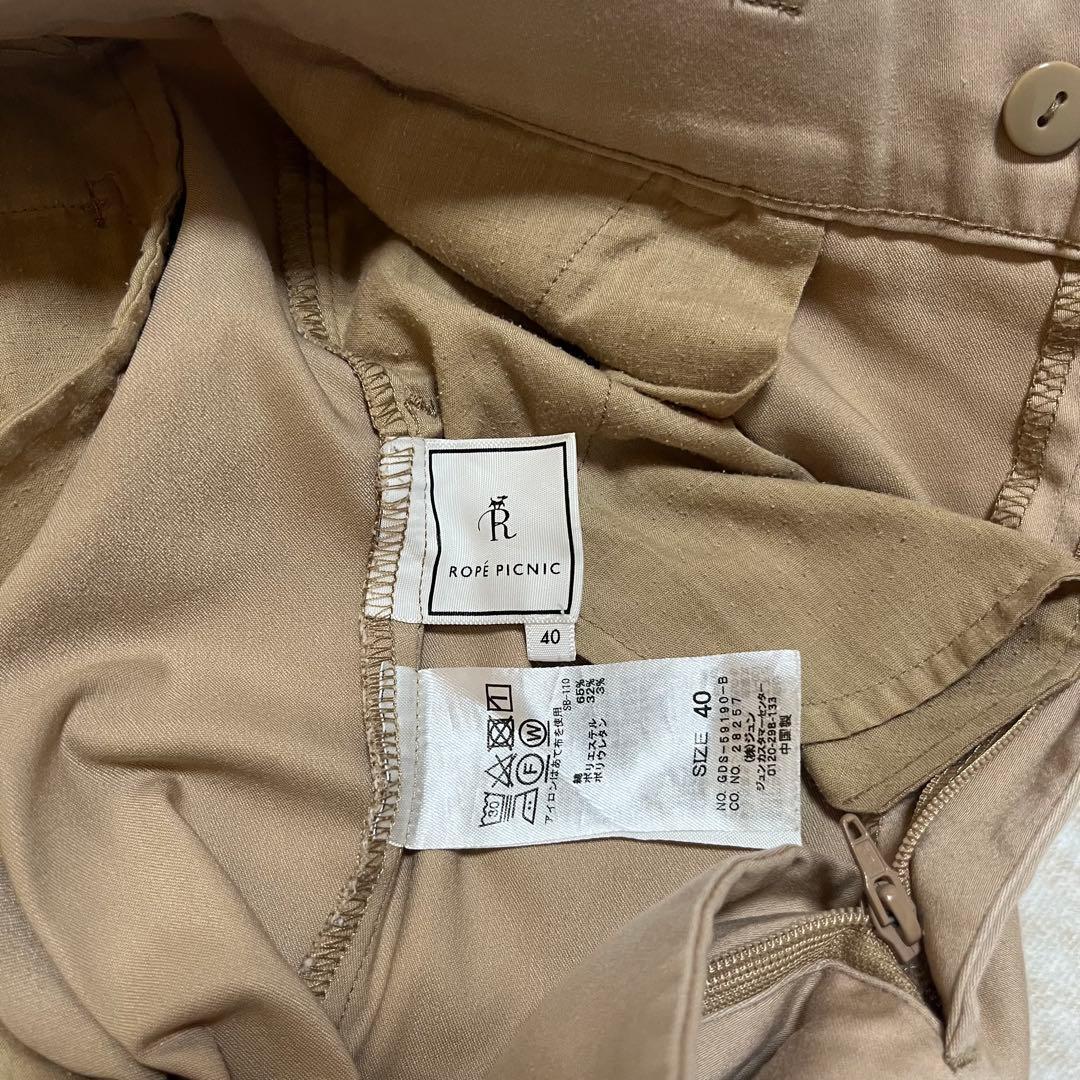 R
ROPÉ PICNIC
40
30
F
W
アイロンはあて布を使用
SB-110
綿 65%
ポリエステル 32%
ポリウレタン 3%
SIZE 40
NO. GDS-59190-B
CO. NO. 28257
(株)ジュン
ジュンカスタマーセンター
0120-298-133
中国製